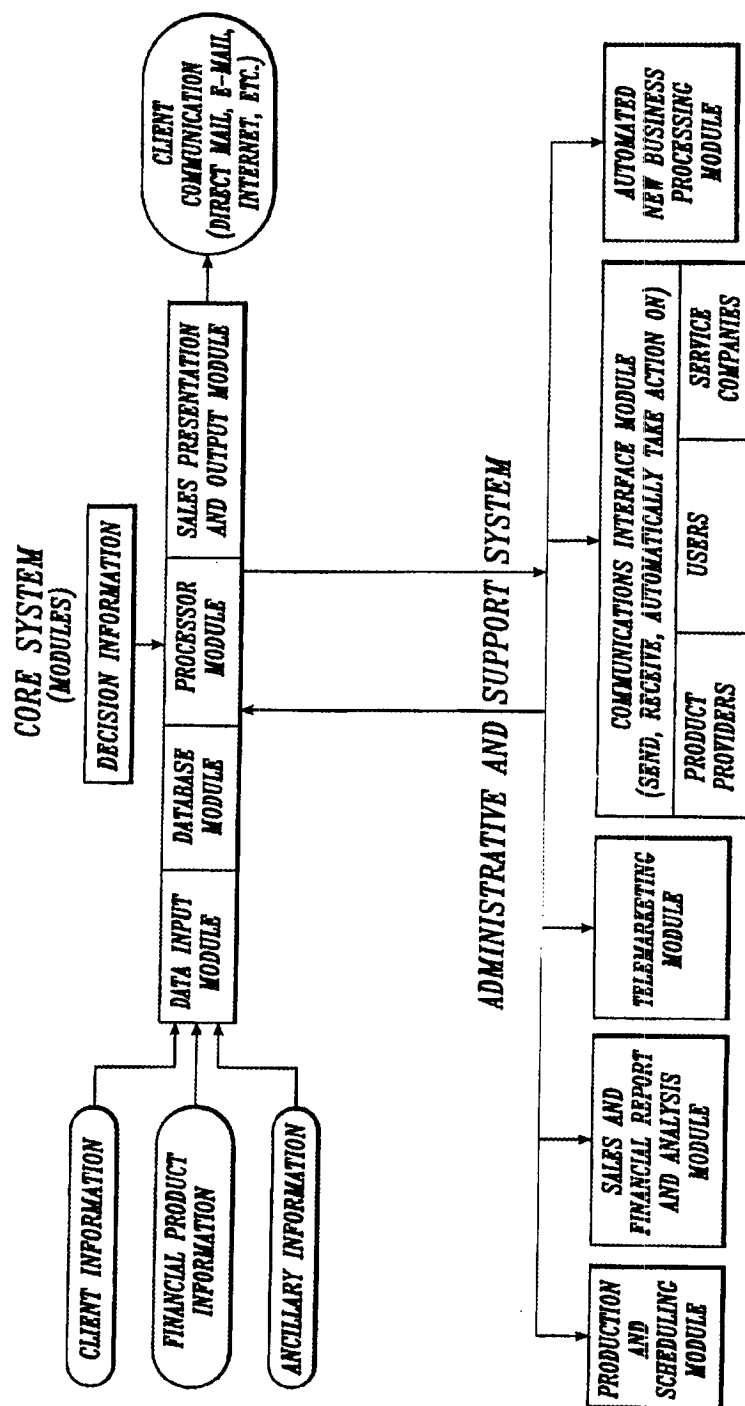 CORE SYSTEM
(MODULES)
DECISION INFORMATION
CLIENT INFORMATION
FINANCIAL PRODUCT
INFORMATION
ANCILLARY INFORMATION
DATA INPUT
MODULE
DATABASE
MODULE
PROCESSOR
MODULE
SALES PRESENTATION
AND OUTPUT MODULE
CLIENT
COMMUNICATION
(DIRECT MAIL, E-MAIL,
INTERNET, ETC.)
ADMINISTRATIVE AND SUPPORT SYSTEM
PRODUCTION
AND
SCHEDULING
MODULE
SALES AND
FINANCIAL REPORT
AND ANALYSIS
MODULE
TELEMARKETING
MODULE
COMMUNICATIONS INTERFACE MODULE
(SEND, RECEIVE, AUTOMATICALLY TAKE ACTION ON)
PRODUCT
PROVIDERS
USERS
SERVICE
COMPANIES
AUTOMATED
NEW BUSINESS
PROCESSING
MODULE